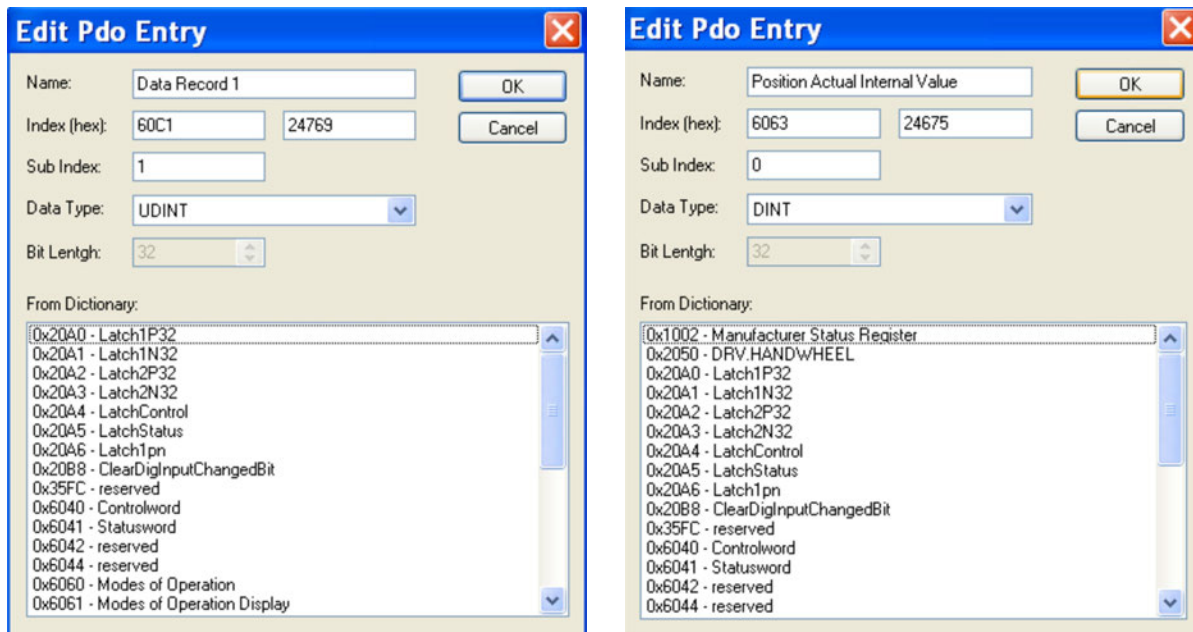 Edit Pdo Entry
Name: Data Record 1 OK
Index (hex): 60C1 24769 Cancel
Sub Index: 1
Data Type: UDINT
Bit Lentgh: 32
From Dictionary:
0x20A0 - Latch1P32
0x20A1 - Latch1N32
0x20A2 - Latch2P32
0x20A3 - Latch2N32
0x20A4 - LatchControl
0x20A5 - LatchStatus
0x20A6 - Latch1pn
0x20B8 - ClearDigInputChangedBit
0x35FC - reserved
0x6040 - Controlword
0x6041 - Statusword
0x6042 - reserved
0x6044 - reserved
0x6060 - Modes of Operation
0x6061 - Modes of Operation Display
Edit Pdo Entry
Name: Position Actual Internal Value OK
Index (hex): 6063 24675 Cancel
Sub Index: 0
Data Type: DINT
Bit Lentgh: 32
From Dictionary:
0x1002 - Manufacturer Status Register
0x2050 - DRV.HANDWHEEL
0x20A0 - Latch1P32
0x20A1 - Latch1N32
0x20A2 - Latch2P32
0x20A3 - Latch2N32
0x20A4 - LatchControl
0x20A5 - LatchStatus
0x20A6 - Latch1pn
0x20B8 - ClearDigInputChangedBit
0x35FC - reserved
0x6040 - Controlword
0x6041 - Statusword
0x6042 - reserved
0x6044 - reserved